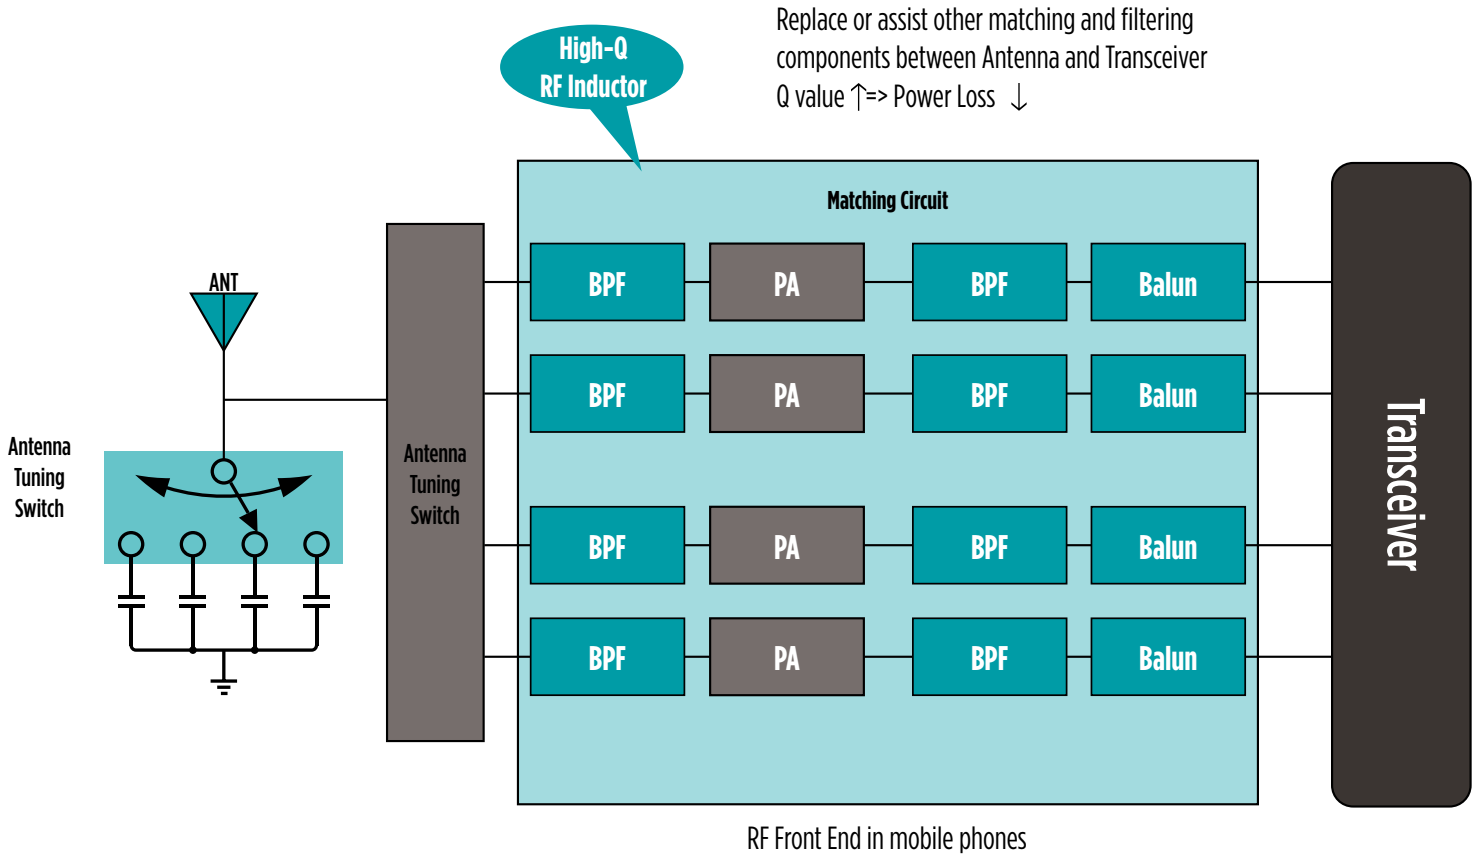 Replace or assist other matching and filtering
components between Antenna and Transceiver
Q value ↑=> Power Loss ↓
High-Q
RF Inductor
Matching Circuit
ANT
Antenna
Tuning
Switch
Antenna
Tuning
Switch
BPF PA BPF Balun
BPF PA BPF Balun
BPF PA BPF Balun
BPF PA BPF Balun
Transceiver
RF Front End in mobile phones